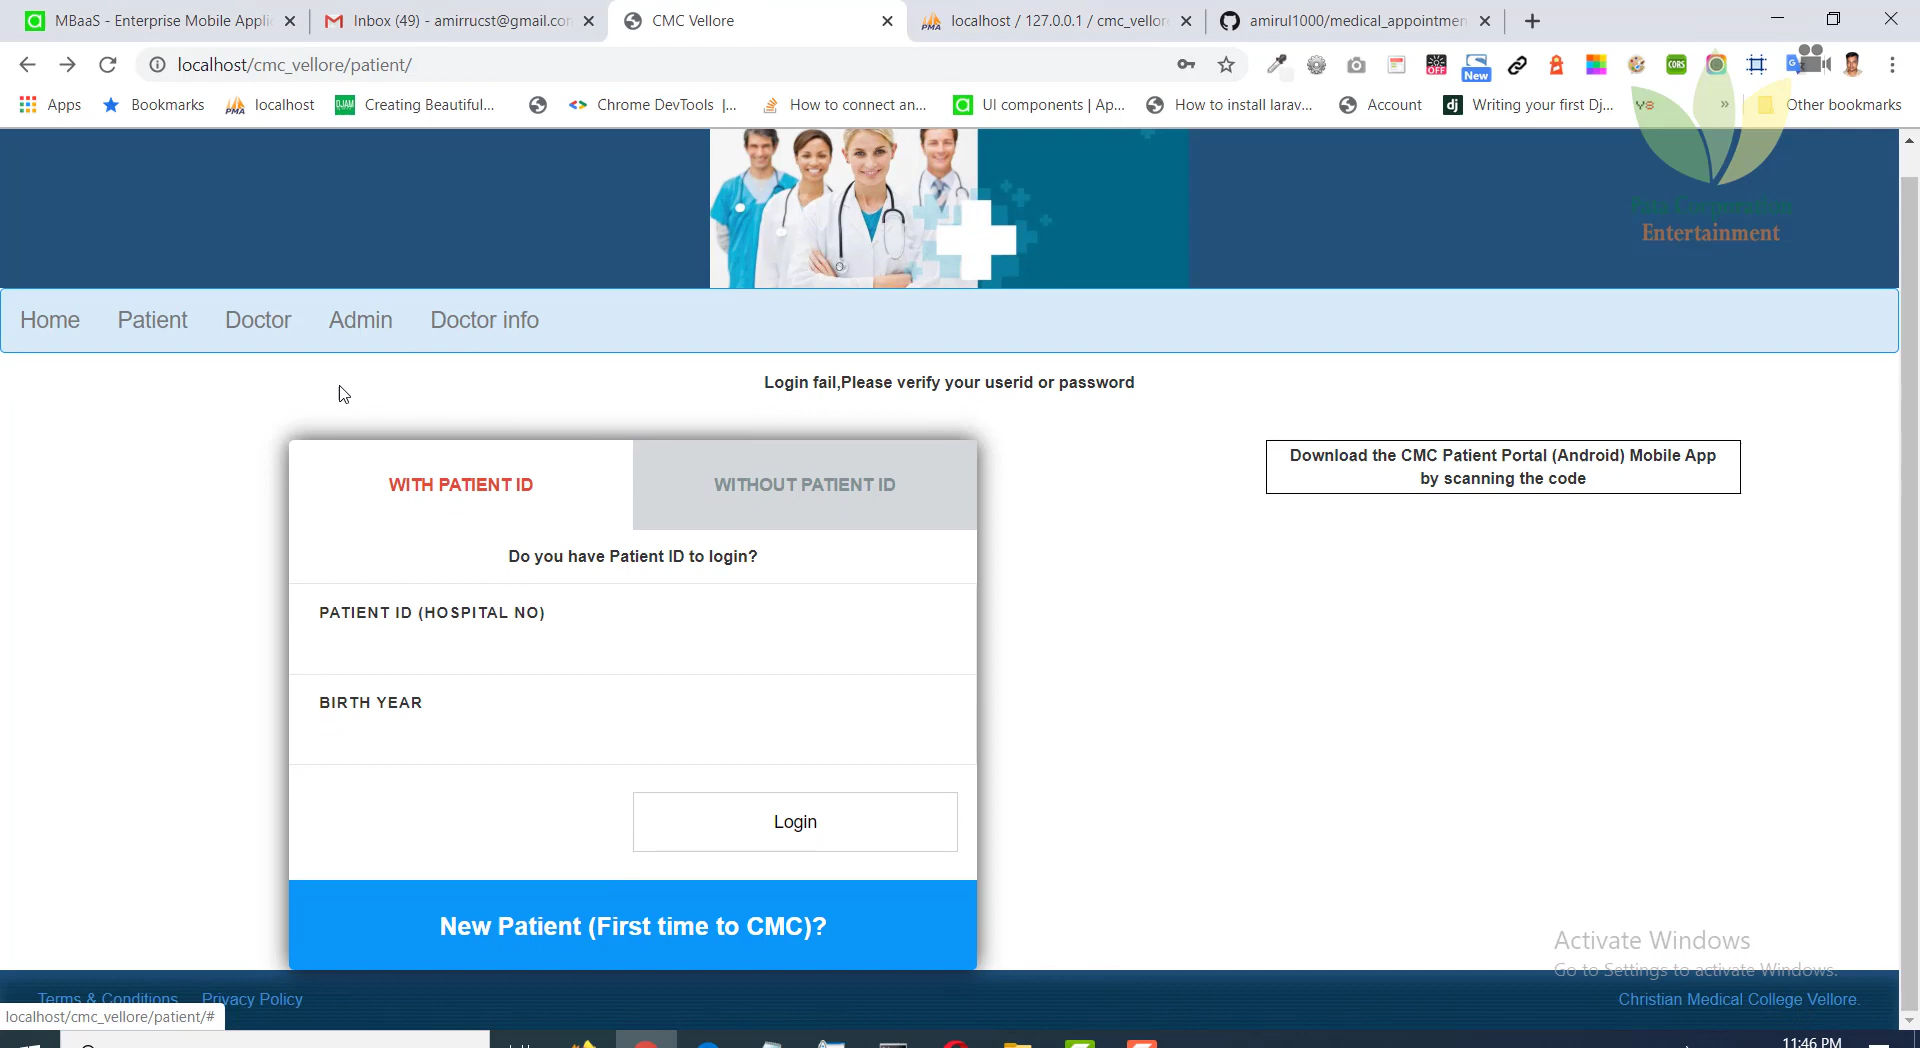 MBaaS - Enterprise Mobile Applic
Inbox (49) - amirrucst@gmail.con
CMC Vellore
localhost / 127.0.0.1 / cmc_vellor
amirul1000/medical_appointmen
localhost/cmc_vellore/patient/
OFF
New
CORS
Apps
Bookmarks
localhost
Creating Beautiful...
Chrome DevTools |...
How to connect an...
UI components | Ap...
How to install larav...
Account
Writing your first Dj...
»
Other bookmarks
Entertainment
Home
Patient
Doctor
Admin
Doctor info
Login fail,Please verify your userid or password
WITH PATIENT ID
WITHOUT PATIENT ID
Do you have Patient ID to login?
PATIENT ID (HOSPITAL NO)
BIRTH YEAR
Login
New Patient (First time to CMC)?
Download the CMC Patient Portal (Android) Mobile App
by scanning the code
Activate Windows
Go to Settings to activate Windows.
Terms & Conditions
Privacy Policy
Christian Medical College Vellore.
localhost/cmc_vellore/patient/#
11:46 PM